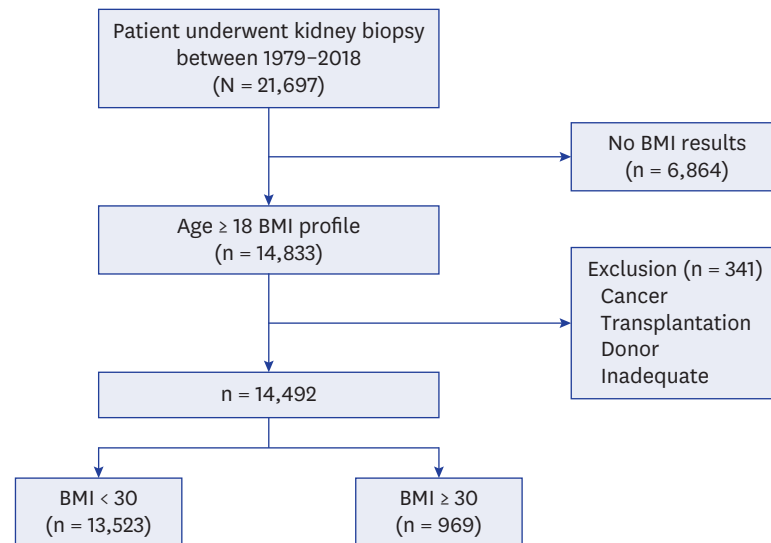 Patient underwent kidney biopsy
between 1979–2018
(N = 21,697)
No BMI results
(n = 6,864)
Age ≥ 18 BMI profile
(n = 14,833)
Exclusion (n = 341)
Cancer
Transplantation
Donor
Inadequate
n = 14,492
BMI < 30
(n = 13,523)
BMI ≥ 30
(n = 969)